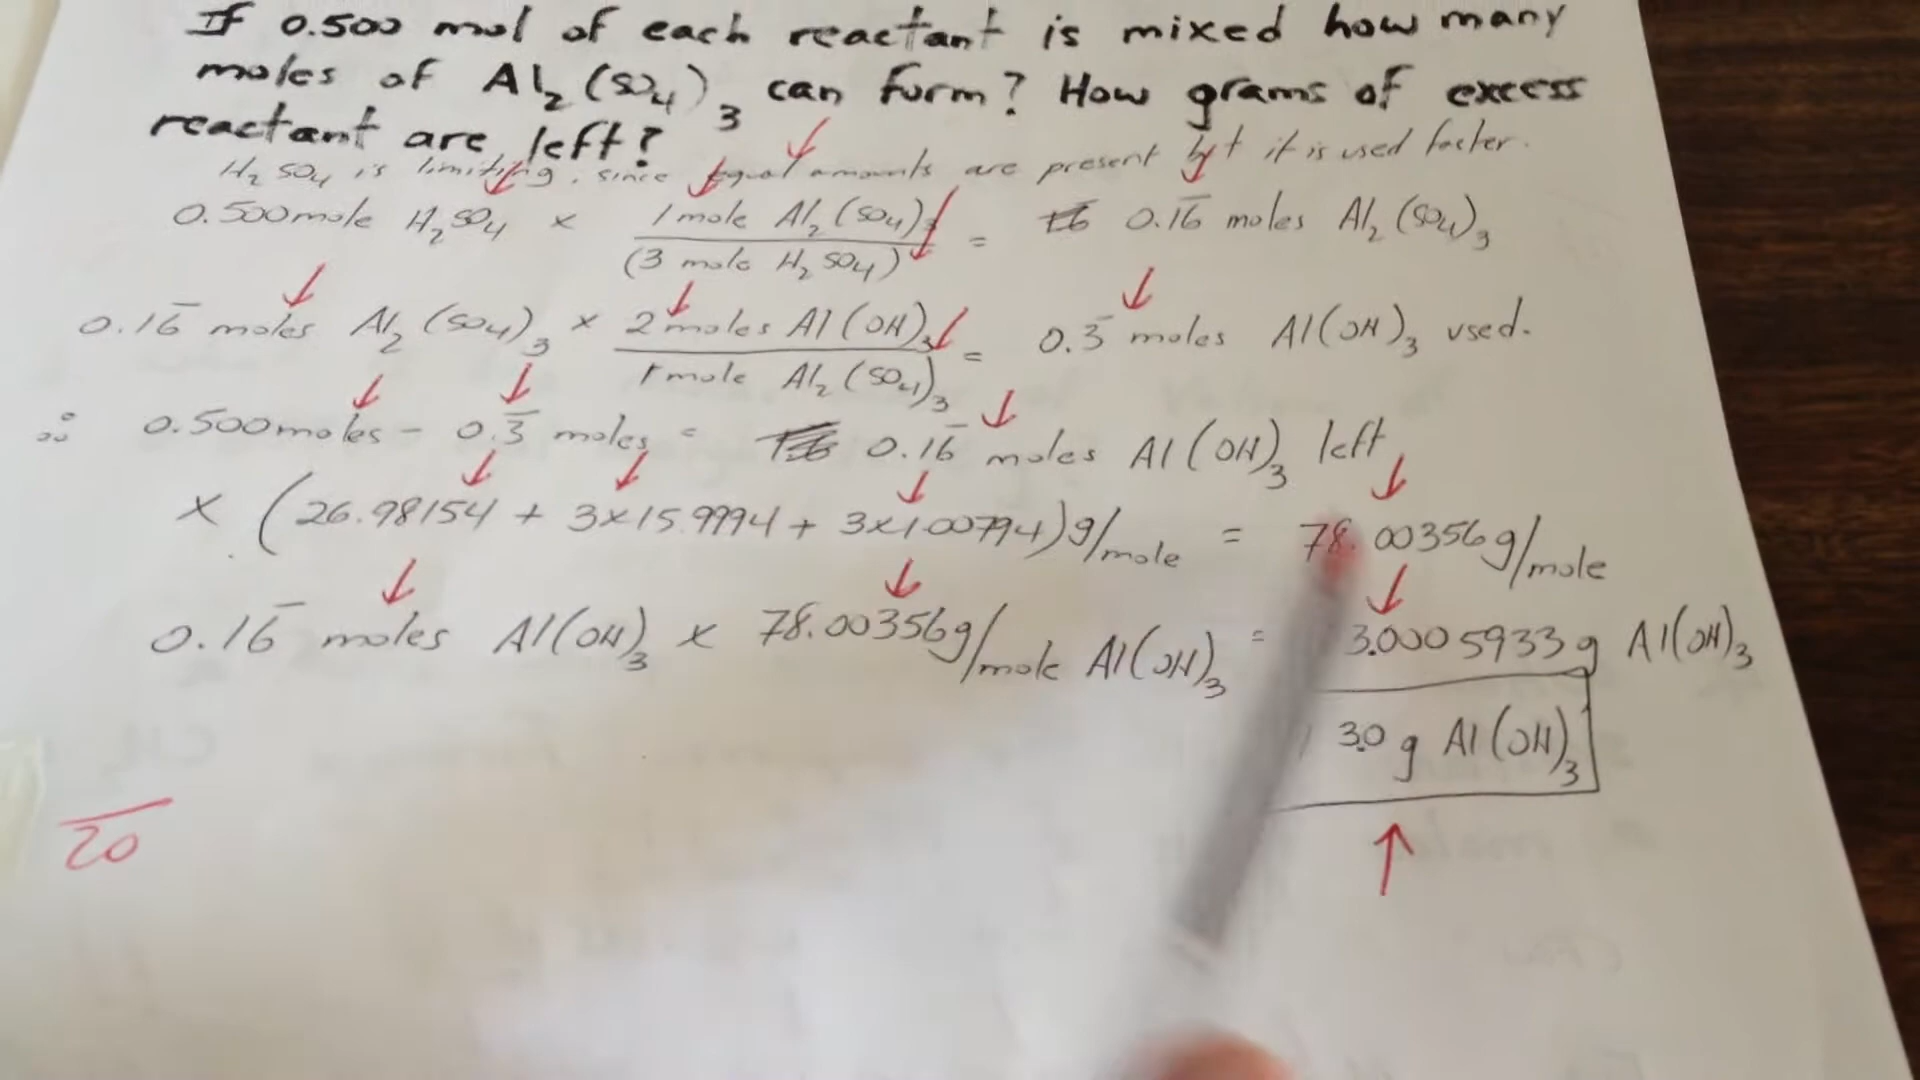 If 0.500 mol of each reactant is mixed how many
moles of Al₂(SO₄)₃ can form? How grams of excess
reactant are left?
H₂SO₄ is limiting, since equal amounts are present but it is used faster.
0.500 mole H₂SO₄ × 1 mole Al₂(SO₄)₃ / (3 mole H₂SO₄) = 0.16̅ moles Al₂(SO₄)₃
0.16̅ moles Al₂(SO₄)₃ × 2 moles Al(OH)₃ / 1 mole Al₂(SO₄)₃ = 0.3̅ moles Al(OH)₃ used.
∴ 0.500 moles - 0.3̅ moles = 0.16̅ moles Al(OH)₃ left
× (26.98154 + 3×15.9994 + 3×1.00794) g/mole = 78.00356 g/mole
0.16̅ moles Al(OH)₃ × 78.00356 g/mole Al(OH)₃ = 3.0005933 g Al(OH)₃
3.0 g Al(OH)₃
20